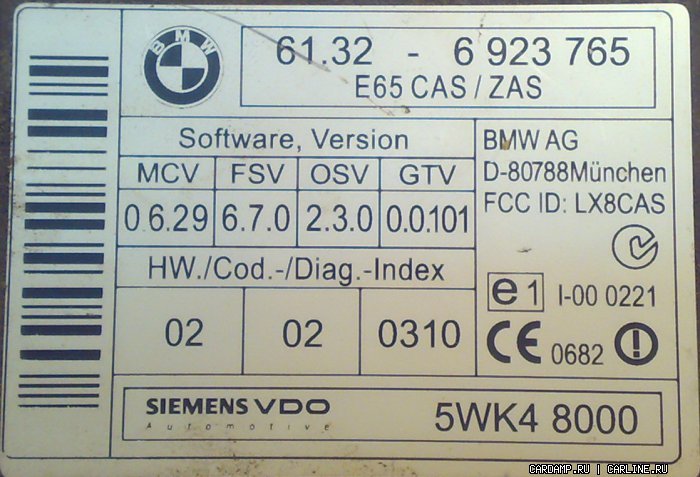 BMW
61.32 - 6 923 765
E65 CAS / ZAS
Software, Version
MCV FSV OSV GTV
0 6.29 6.7.0 2.3.0 0.0.101
HW./Cod.-/Diag.-Index
02 02 0310
BMW AG
D-80788München
FCC ID: LX8CAS
e1 I-00 0221
CE 0682
SIEMENS VDO
Automotive
5WK4 8000
CARDAMP.RU | CARLINE.RU